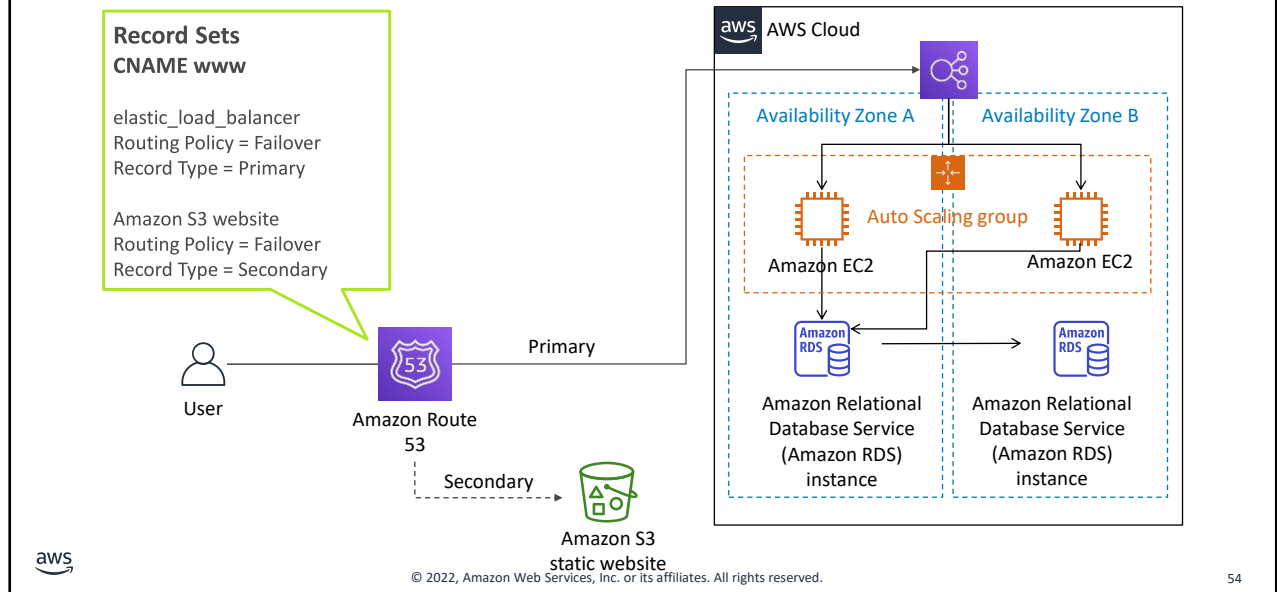 Record Sets
CNAME www
elastic_load_balancer
Routing Policy = Failover
Record Type = Primary
Amazon S3 website
Routing Policy = Failover
Record Type = Secondary
User
53
Amazon Route
53
Primary
Secondary
Amazon S3
static website
aws
AWS Cloud
Availability Zone A
Availability Zone B
Auto Scaling group
Amazon EC2
Amazon EC2
Amazon
RDS
Amazon
RDS
Amazon Relational
Database Service
(Amazon RDS)
instance
Amazon Relational
Database Service
(Amazon RDS)
instance
aws
© 2022, Amazon Web Services, Inc. or its affiliates. All rights reserved.
54